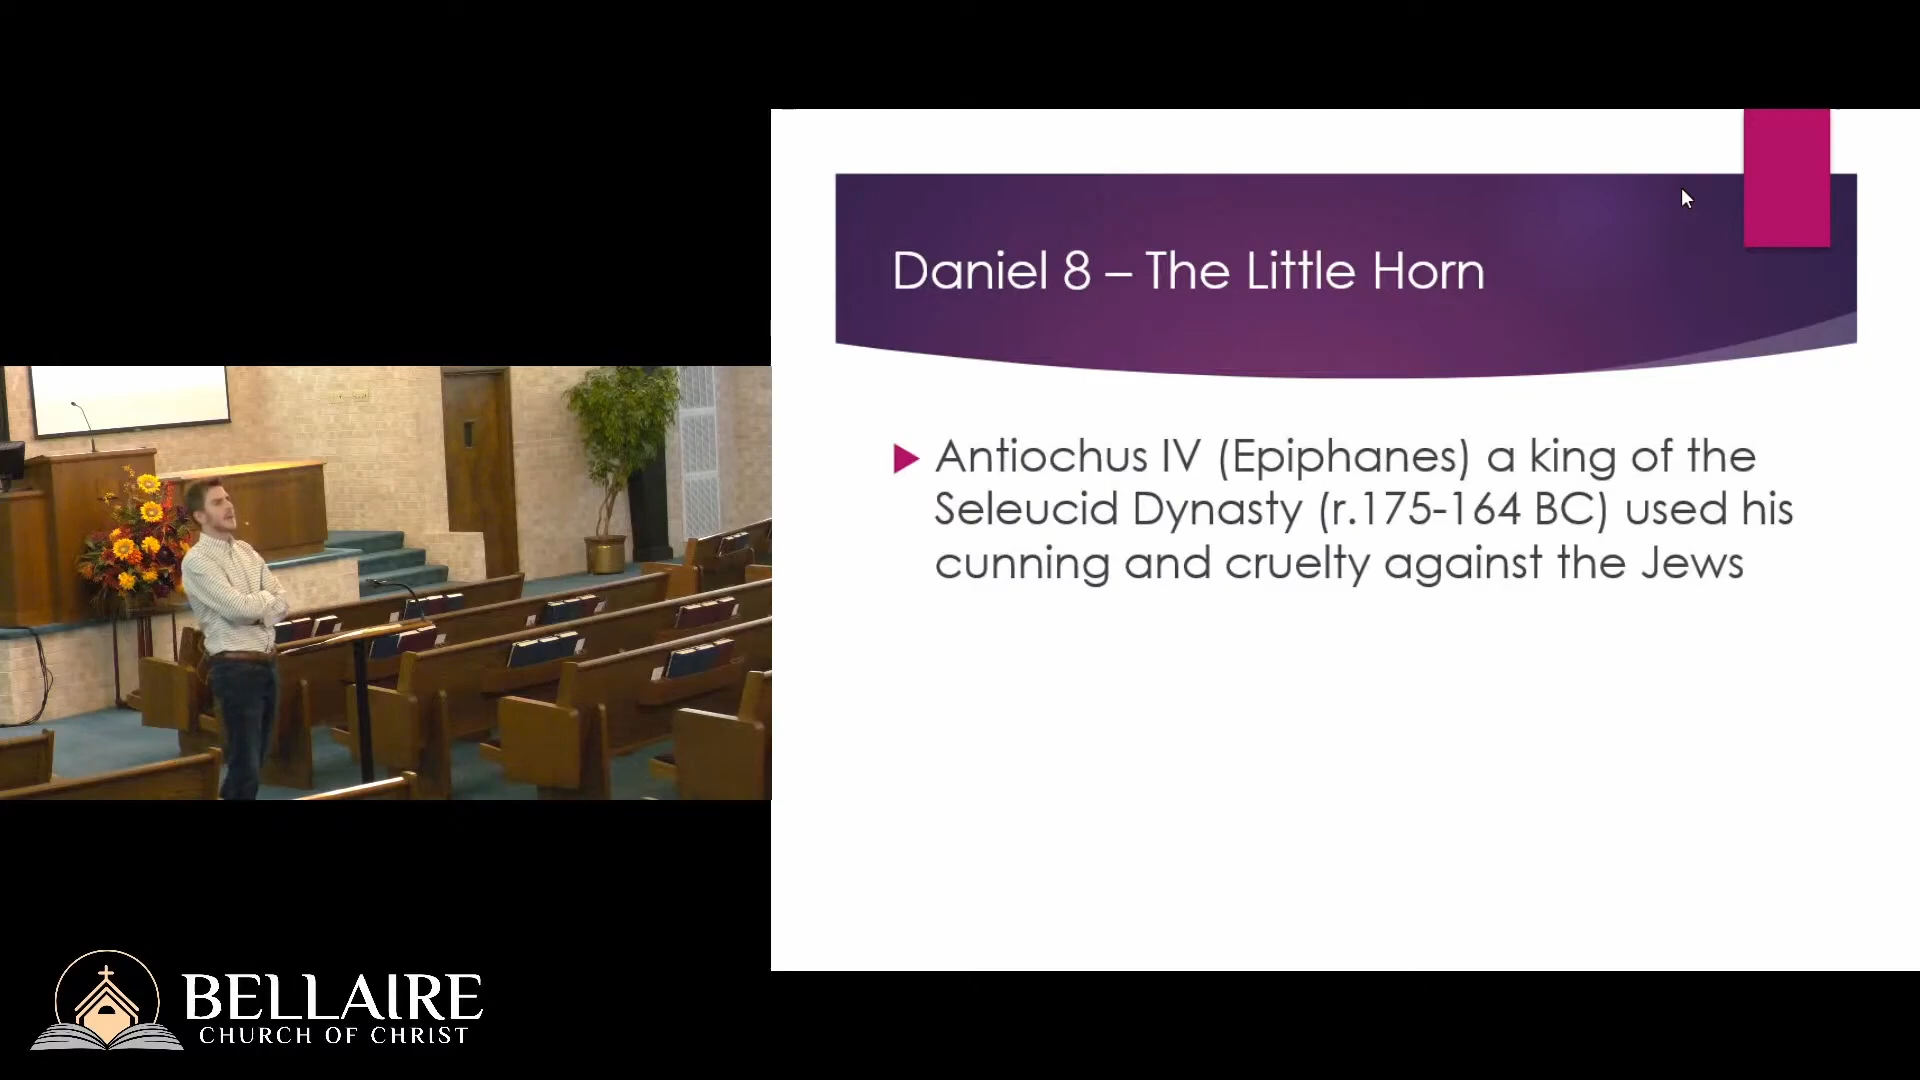 Daniel 8 – The Little Horn
Antiochus IV (Epiphanes) a king of the
Seleucid Dynasty (r.175-164 BC) used his
cunning and cruelty against the Jews
BELLAIRE
CHURCH OF CHRIST